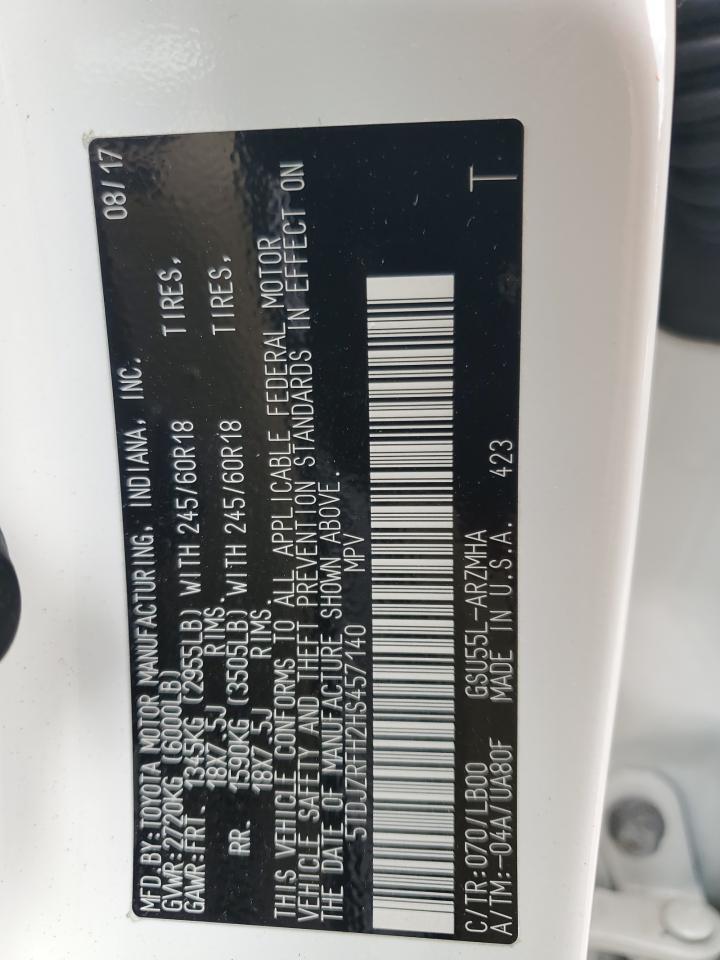 MFD.BY:TOYOTA MOTOR MANUFACTURING, INDIANA, INC. 08/17
GVWR:2720KG (6000LB)
GAWR:FRT. 1345KG (2955LB) WITH 245/60R18 TIRES,
18X7.5J RIMS.
RR. 1590KG (3505LB) WITH 245/60R18 TIRES,
18X7.5J RIMS.
THIS VEHICLE CONFORMS TO ALL APPLICABLE FEDERAL MOTOR
VEHICLE SAFETY AND THEFT PREVENTION STANDARDS IN EFFECT ON
THE DATE OF MANUFACTURE SHOWN ABOVE.
5TDJZRFH2HS457140 MPV
C/TR:070/LB00 GSU55L-ARZMHA T
A/TM:-04A/UA80F MADE IN U.S.A. 423